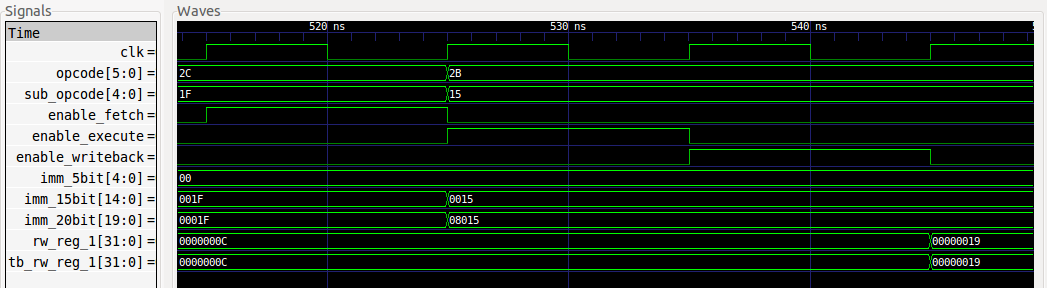 Signals
Waves
Time
520 ns 530 ns 540 ns
clk =
opcode[5:0] = 2C 2B
sub_opcode[4:0] = 1F 15
enable_fetch =
enable_execute =
enable_writeback =
imm_5bit[4:0] = 00
imm_15bit[14:0] = 001F 0015
imm_20bit[19:0] = 0001F 08015
rw_reg_1[31:0] = 0000000C 00000019
tb_rw_reg_1[31:0] = 0000000C 00000019